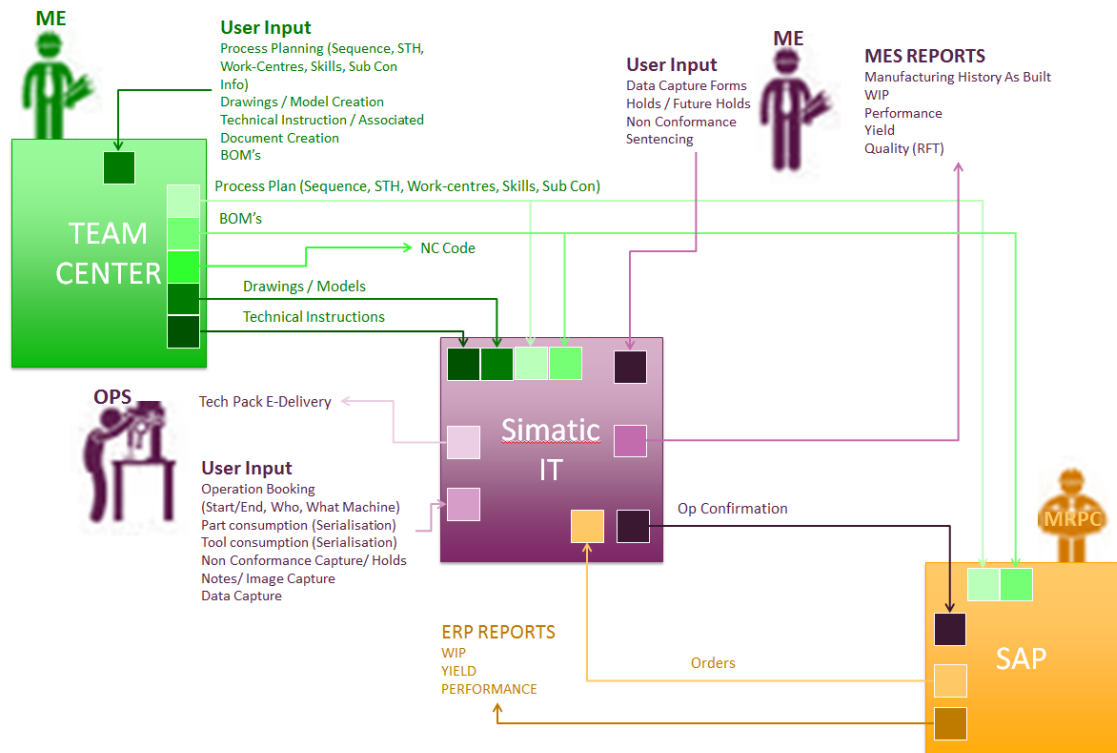 ME
User Input
Process Planning (Sequence, STH,
Work-Centres, Skills, Sub Con
Info)
Drawings / Model Creation
Technical Instruction / Associated
Document Creation
BOM's
ME
User Input
Data Capture Forms
Holds / Future Holds
Non Conformance
Sentencing
MES REPORTS
Manufacturing History As Built
WIP
Performance
Yield
Quality (RFT)
TEAM
CENTER
Process Plan (Sequence, STH, Work-centres, Skills, Sub Con)
BOM's
NC Code
Drawings / Models
Technical Instructions
OPS
Tech Pack E-Delivery
Simatic
IT
User Input
Operation Booking
(Start/End, Who, What Machine)
Part consumption (Serialisation)
Tool consumption (Serialisation)
Non Conformance Capture/ Holds
Notes/ Image Capture
Data Capture
Op Confirmation
MRPC
SAP
ERP REPORTS
WIP
YIELD
PERFORMANCE
Orders